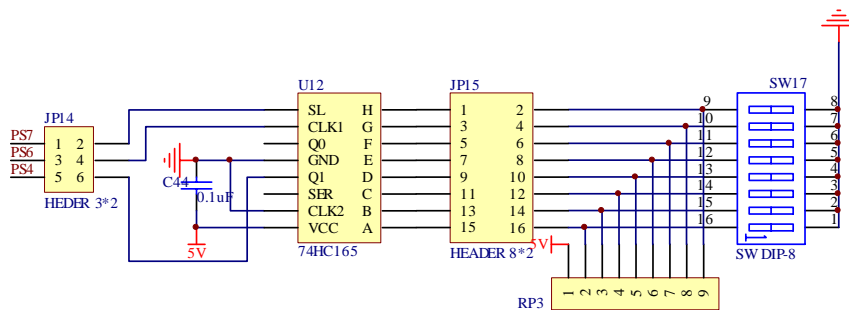 U12
JP15
SW17
JP14
PS7
PS6
PS4
1 2
3 4
5 6
HEDER 3*2
C44
0.1uF
5V
SL H
CLK1 G
Q0 F
GND E
Q1 D
SER C
CLK2 B
VCC A
74HC165
1 2
3 4
5 6
7 8
9 10
11 12
13 14
15 16
HEADER 8*2
9 8
10 7
11 6
12 5
13 4
14 3
15 2
16 1
1
SW DIP-8
5V
1 2 3 4 5 6 7 8 9
RP3